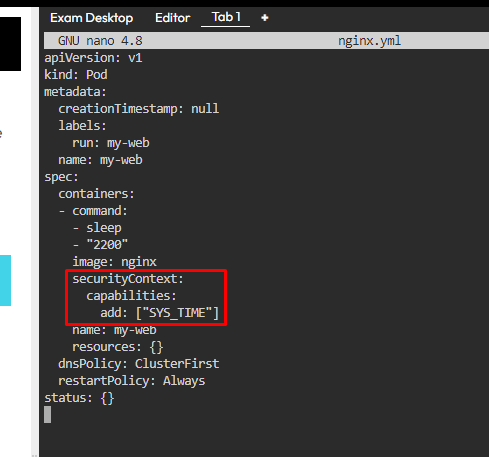 Exam Desktop Editor Tab 1 +
GNU nano 4.8 nginx.yml
apiVersion: v1
kind: Pod
metadata:
  creationTimestamp: null
  labels:
    run: my-web
  name: my-web
spec:
  containers:
  - command:
    - sleep
    - "2200"
    image: nginx
    securityContext:
      capabilities:
        add: ["SYS_TIME"]
    name: my-web
    resources: {}
  dnsPolicy: ClusterFirst
  restartPolicy: Always
status: {}